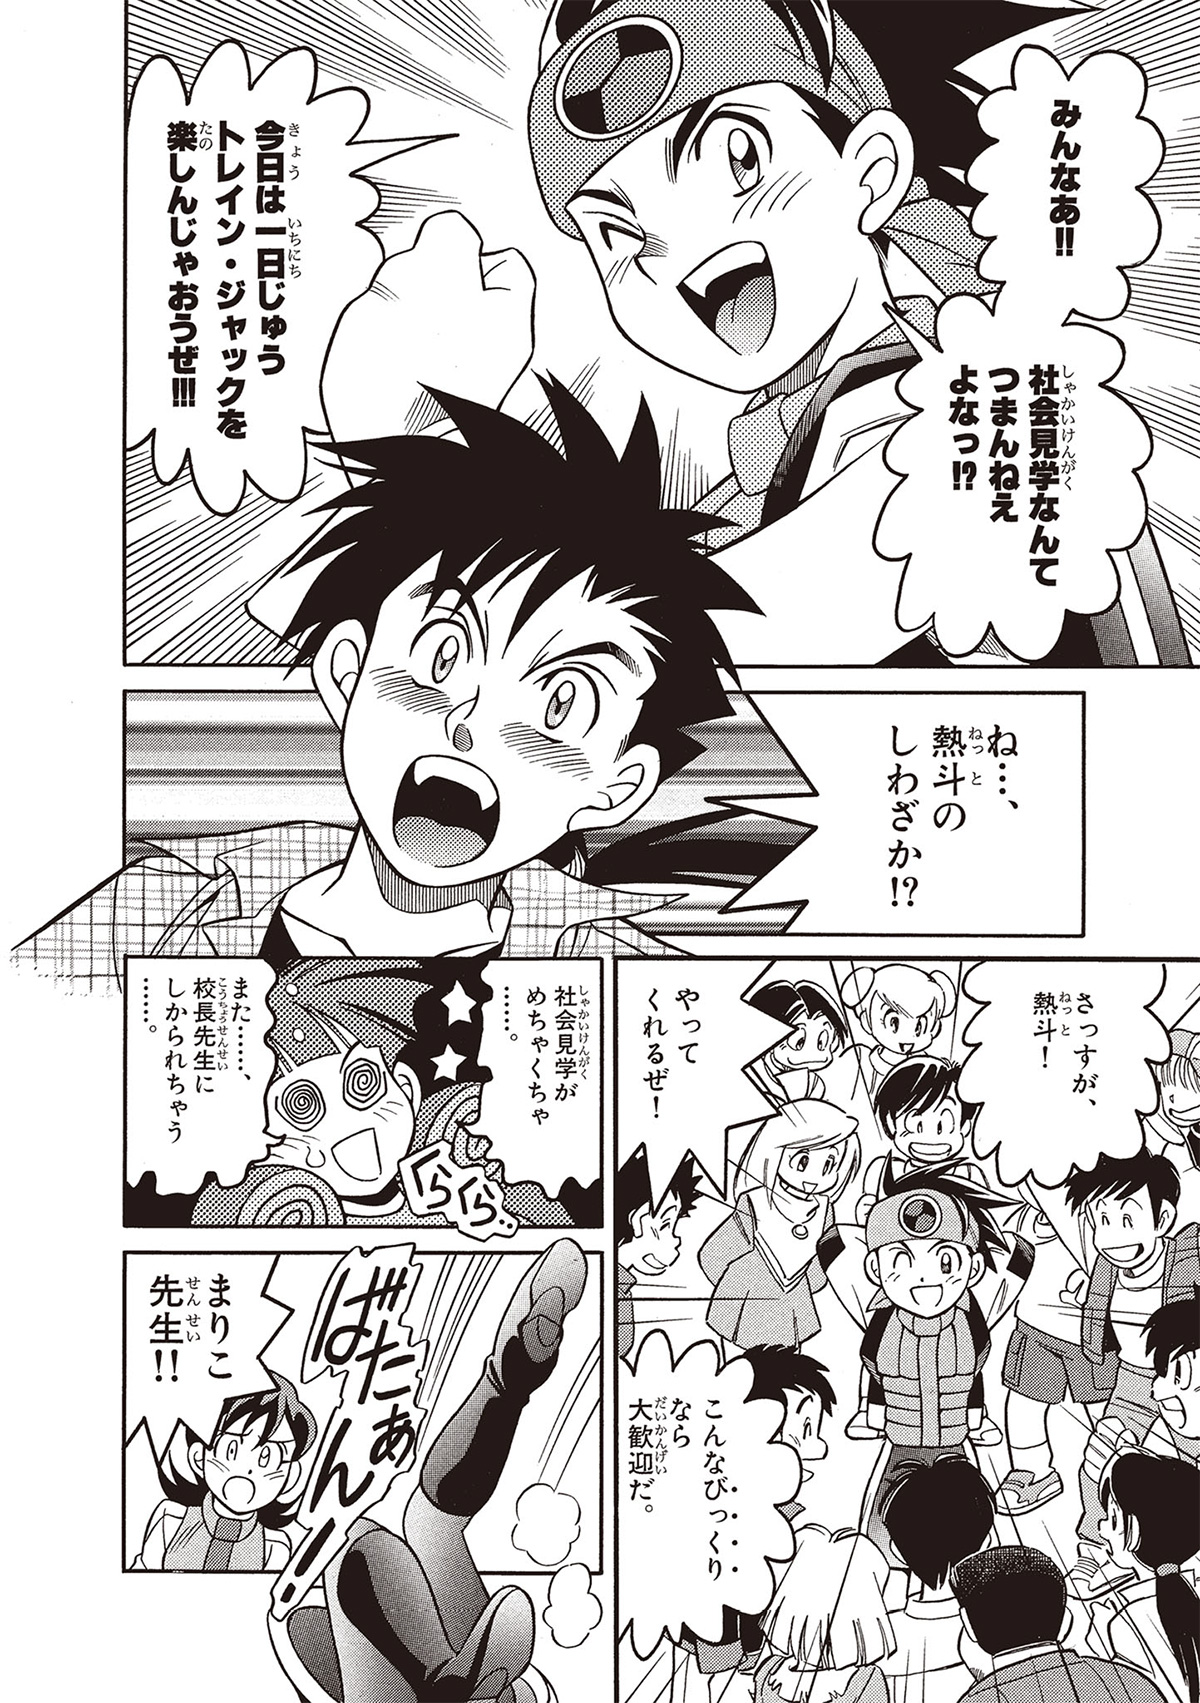 みんなあ!!
社会見学なんて
つまんねえ
よなっ!?
今日は一日じゅう
トレイン・ジャックを
楽しんじゃおうぜ!!!
ね…、
熱斗の
しわざか!?
さっすが、
熱斗!
やって
くれるぜ!
こんなびっくり
なら
大歓迎だ。
社会見学が
めちゃくちゃ
……。
また……、
校長先生に
しかられちゃう
……。
くらくら…
ばたぁん!
まりこ
先生!!